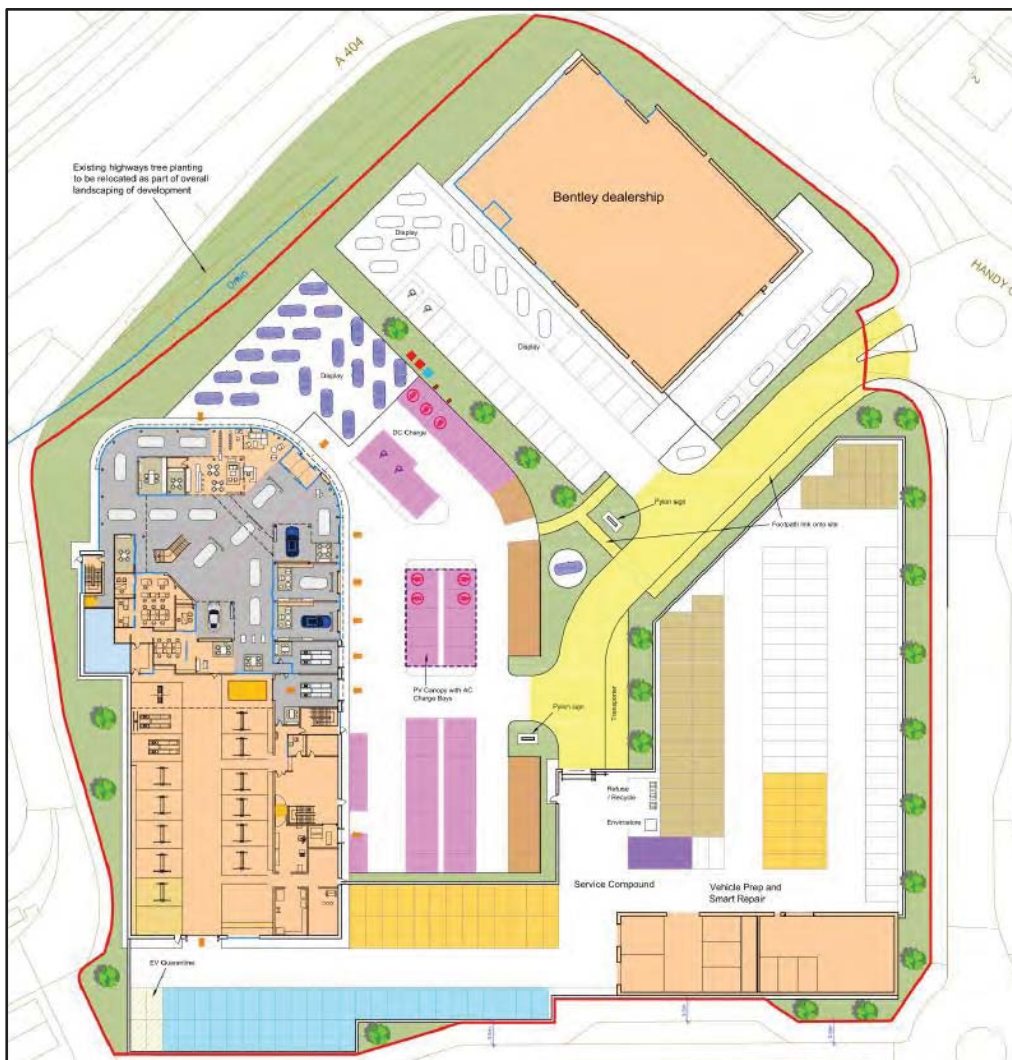 A 404
Existing highways tree planting
to be relocated as part of overall
landscaping of development
Drain
Bentley dealership
Display
Display
Display
HANDY
DC Charge
Pylon sign
Footpath link onto site
PV Canopy with AC
Charge Bays
Transporter
Pylon sign
Refuse
/ Recycle
Service Compound
Vehicle Prep and
Smart Repair
EV Quarantine